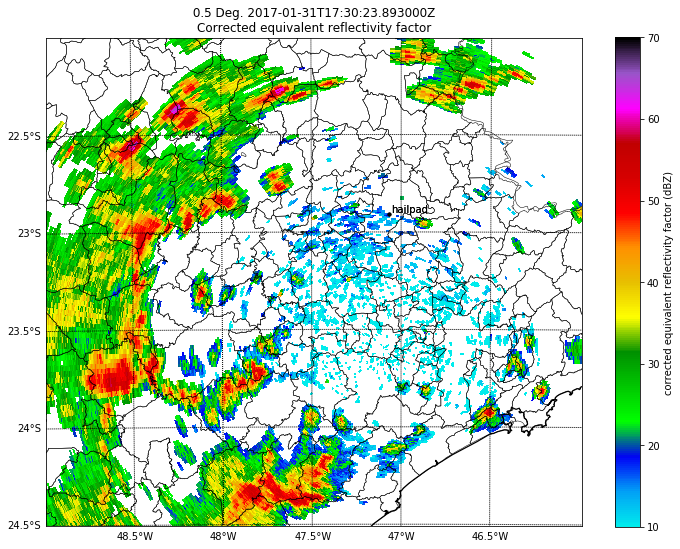 0.5 Deg. 2017-01-31T17:30:23.893000Z
Corrected equivalent reflectivity factor
70
60
50
40
30
20
10
corrected equivalent reflectivity factor (dBZ)
22.5°S
23°S
23.5°S
24°S
24.5°S
hailpad
48.5°W
48°W
47.5°W
47°W
46.5°W